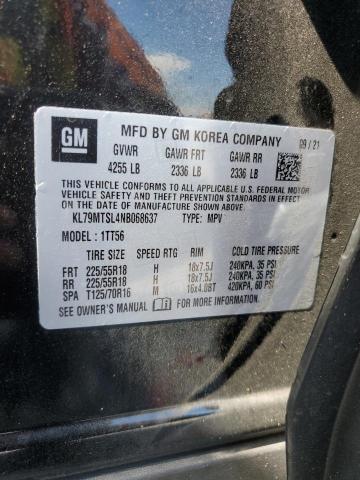 GM
MFD BY GM KOREA COMPANY 09/21
GVWR GAWR FRT GAWR RR
4255 LB 2336 LB 2336 LB
THIS VEHICLE CONFORMS TO ALL APPLICABLE U.S. FEDERAL MOTOR
VEHICLE SAFETY, BUMPER, AND THEFT PREVENTION STANDARDS IN EFFECT
ON THE DATE OF MANUFACTURE SHOWN ABOVE.
KL79MTSL4NB068637 TYPE: MPV
MODEL : 1TT56
TIRE SIZE SPEED RTG RIM COLD TIRE PRESSURE
FRT 225/55R18 H 18x7.5J 240KPA, 35 PSI
RR 225/55R18 H 18x7.5J 240KPA, 35 PSI
SPA T125/70R16 M 16x4.0BT 420KPA, 60 PSI
SEE OWNER'S MANUAL FOR MORE INFORMATION